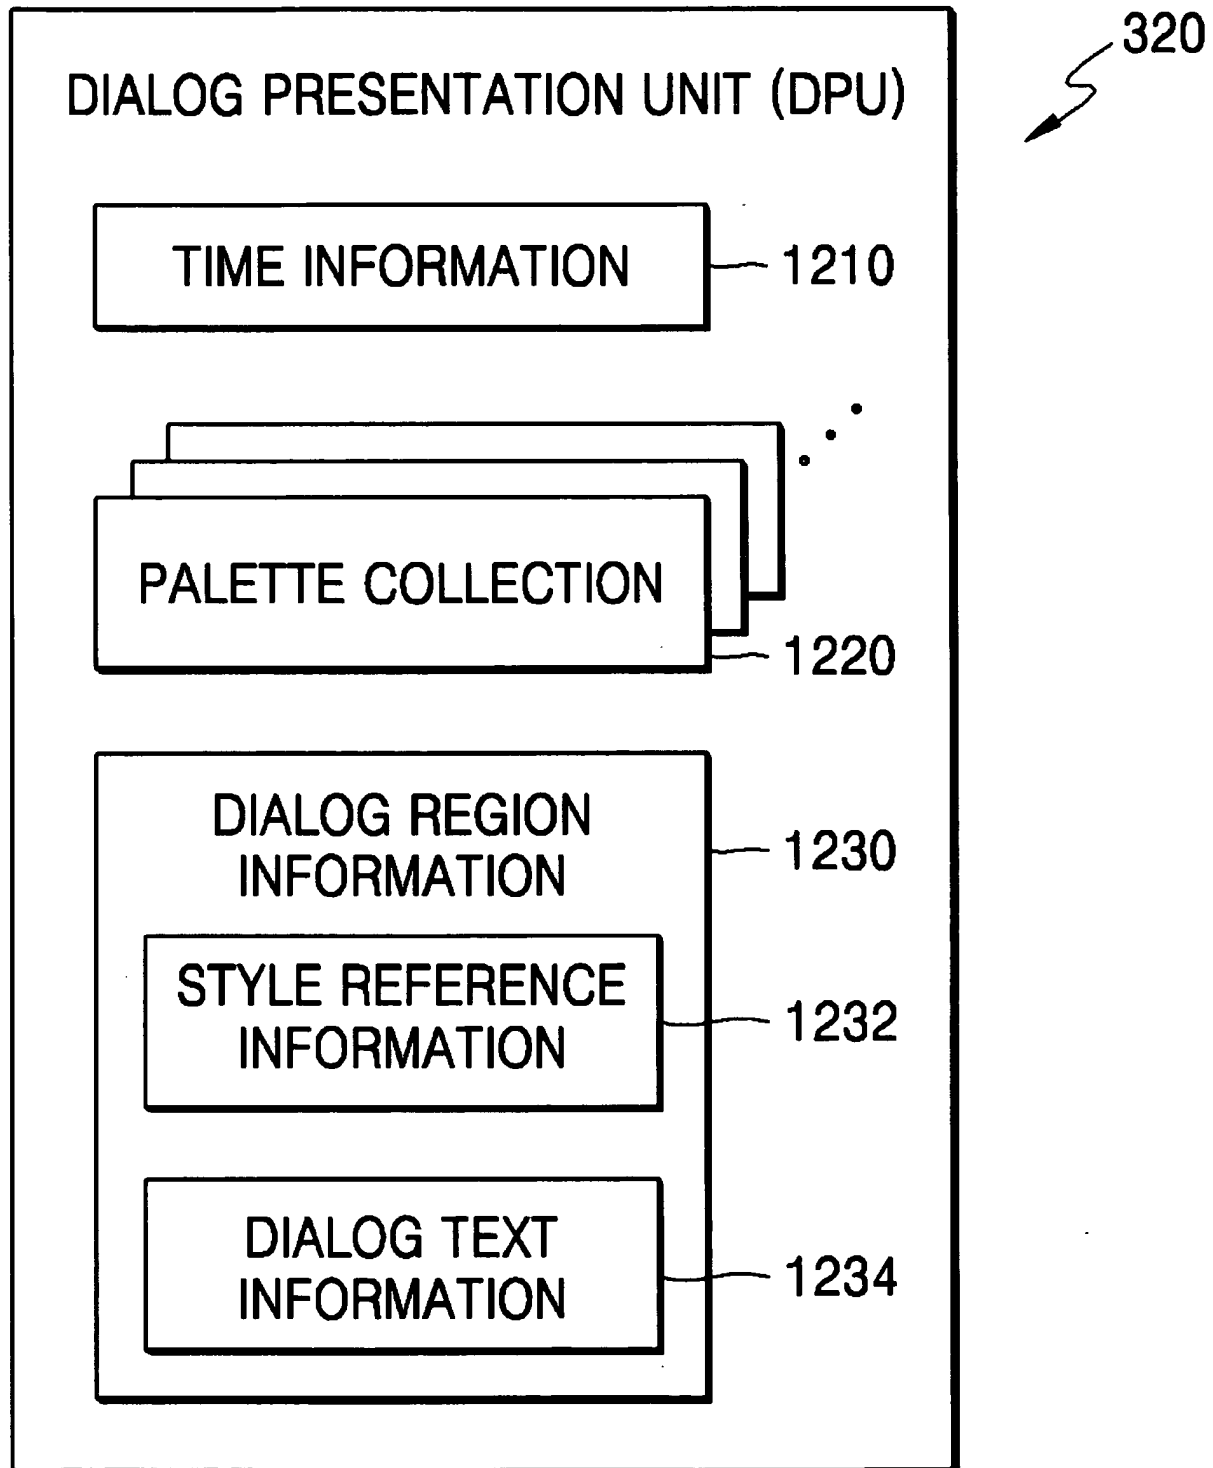 320
DIALOG PRESENTATION UNIT (DPU)
TIME INFORMATION
1210
PALETTE COLLECTION
1220
DIALOG REGION
INFORMATION
1230
STYLE REFERENCE
INFORMATION
1232
DIALOG TEXT
INFORMATION
1234